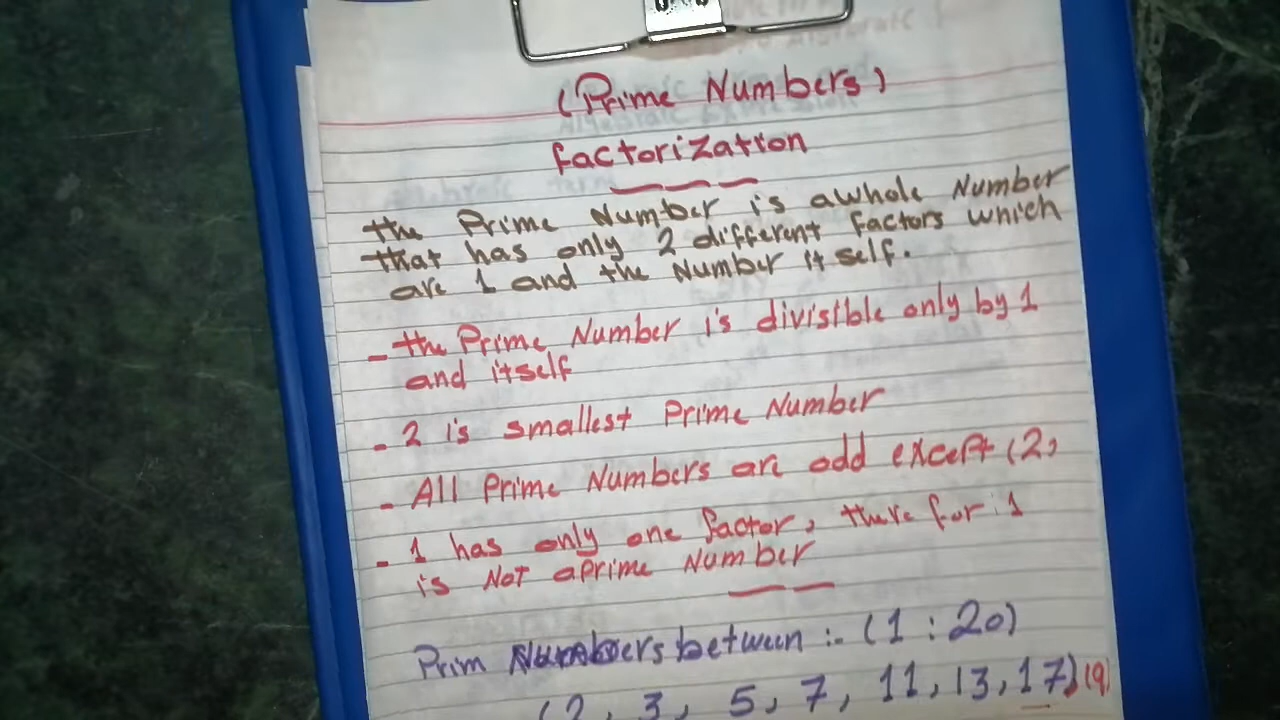 (Prime Numbers)
factorization
the Prime Number is awhole Number
that has only 2 different factors which
are 1 and the Number it self.
- the Prime Number is divisible only by 1
and itself
- 2 is smallest Prime Number
- All Prime Numbers are odd except (2)
- 1 has only one factor, there for 1
is Not aprime Number
Prim Numbers between :- (1 : 20)
(2, 3, 5, 7, 11, 13, 17) 19